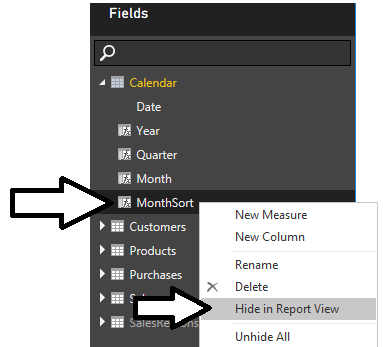 Fields
Calendar
Date
Year
Quarter
Month
MonthSort
New Measure
Customers
New Column
Products
Rename
Purchases
Delete
Hide in Report View
Unhide All